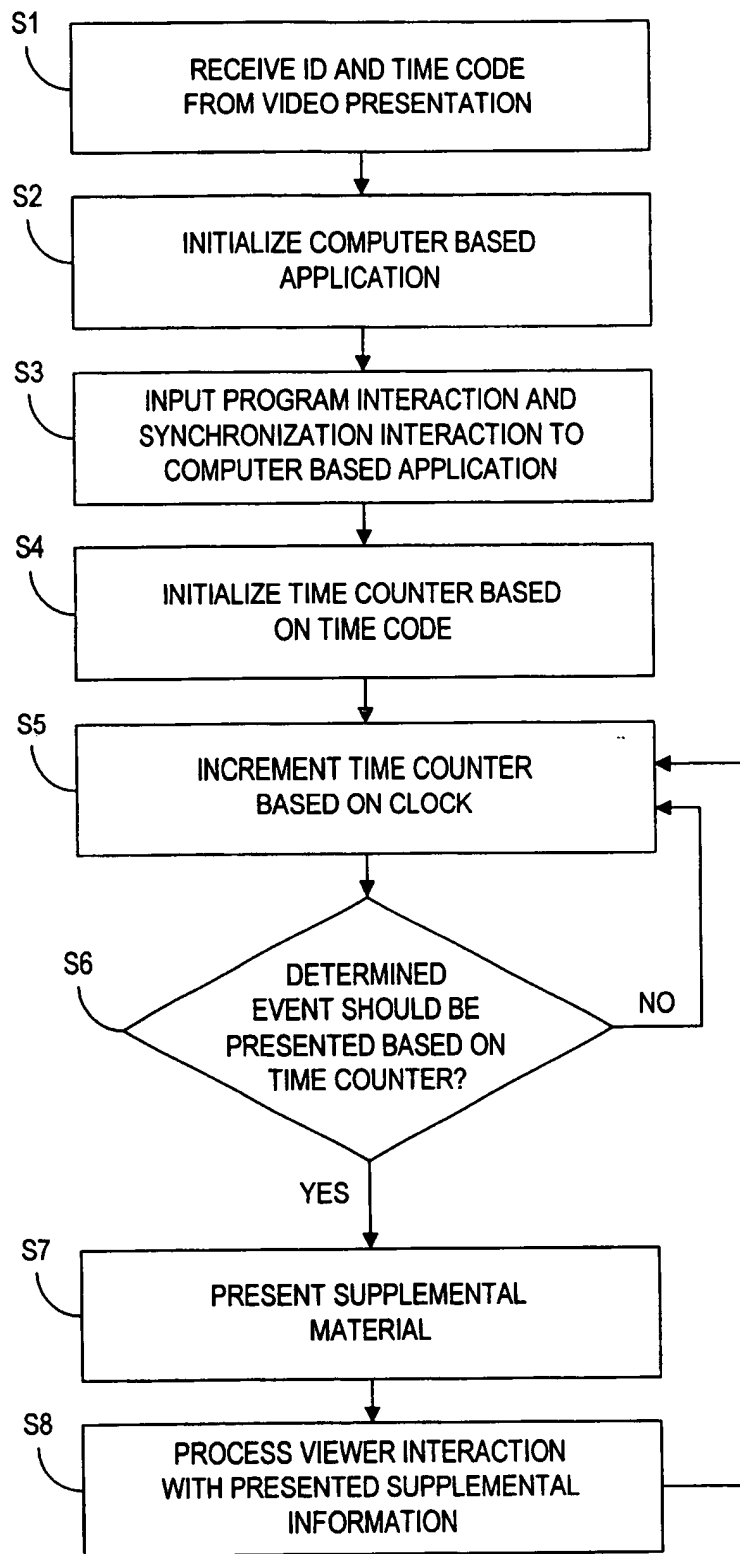 S1
RECEIVE ID AND TIME CODE
FROM VIDEO PRESENTATION
S2
INITIALIZE COMPUTER BASED
APPLICATION
S3
INPUT PROGRAM INTERACTION AND
SYNCHRONIZATION INTERACTION TO
COMPUTER BASED APPLICATION
S4
INITIALIZE TIME COUNTER BASED
ON TIME CODE
S5
INCREMENT TIME COUNTER
BASED ON CLOCK
S6
DETERMINED
EVENT SHOULD BE
PRESENTED BASED ON
TIME COUNTER?
NO
YES
S7
PRESENT SUPPLEMENTAL
MATERIAL
S8
PROCESS VIEWER INTERACTION
WITH PRESENTED SUPPLEMENTAL
INFORMATION